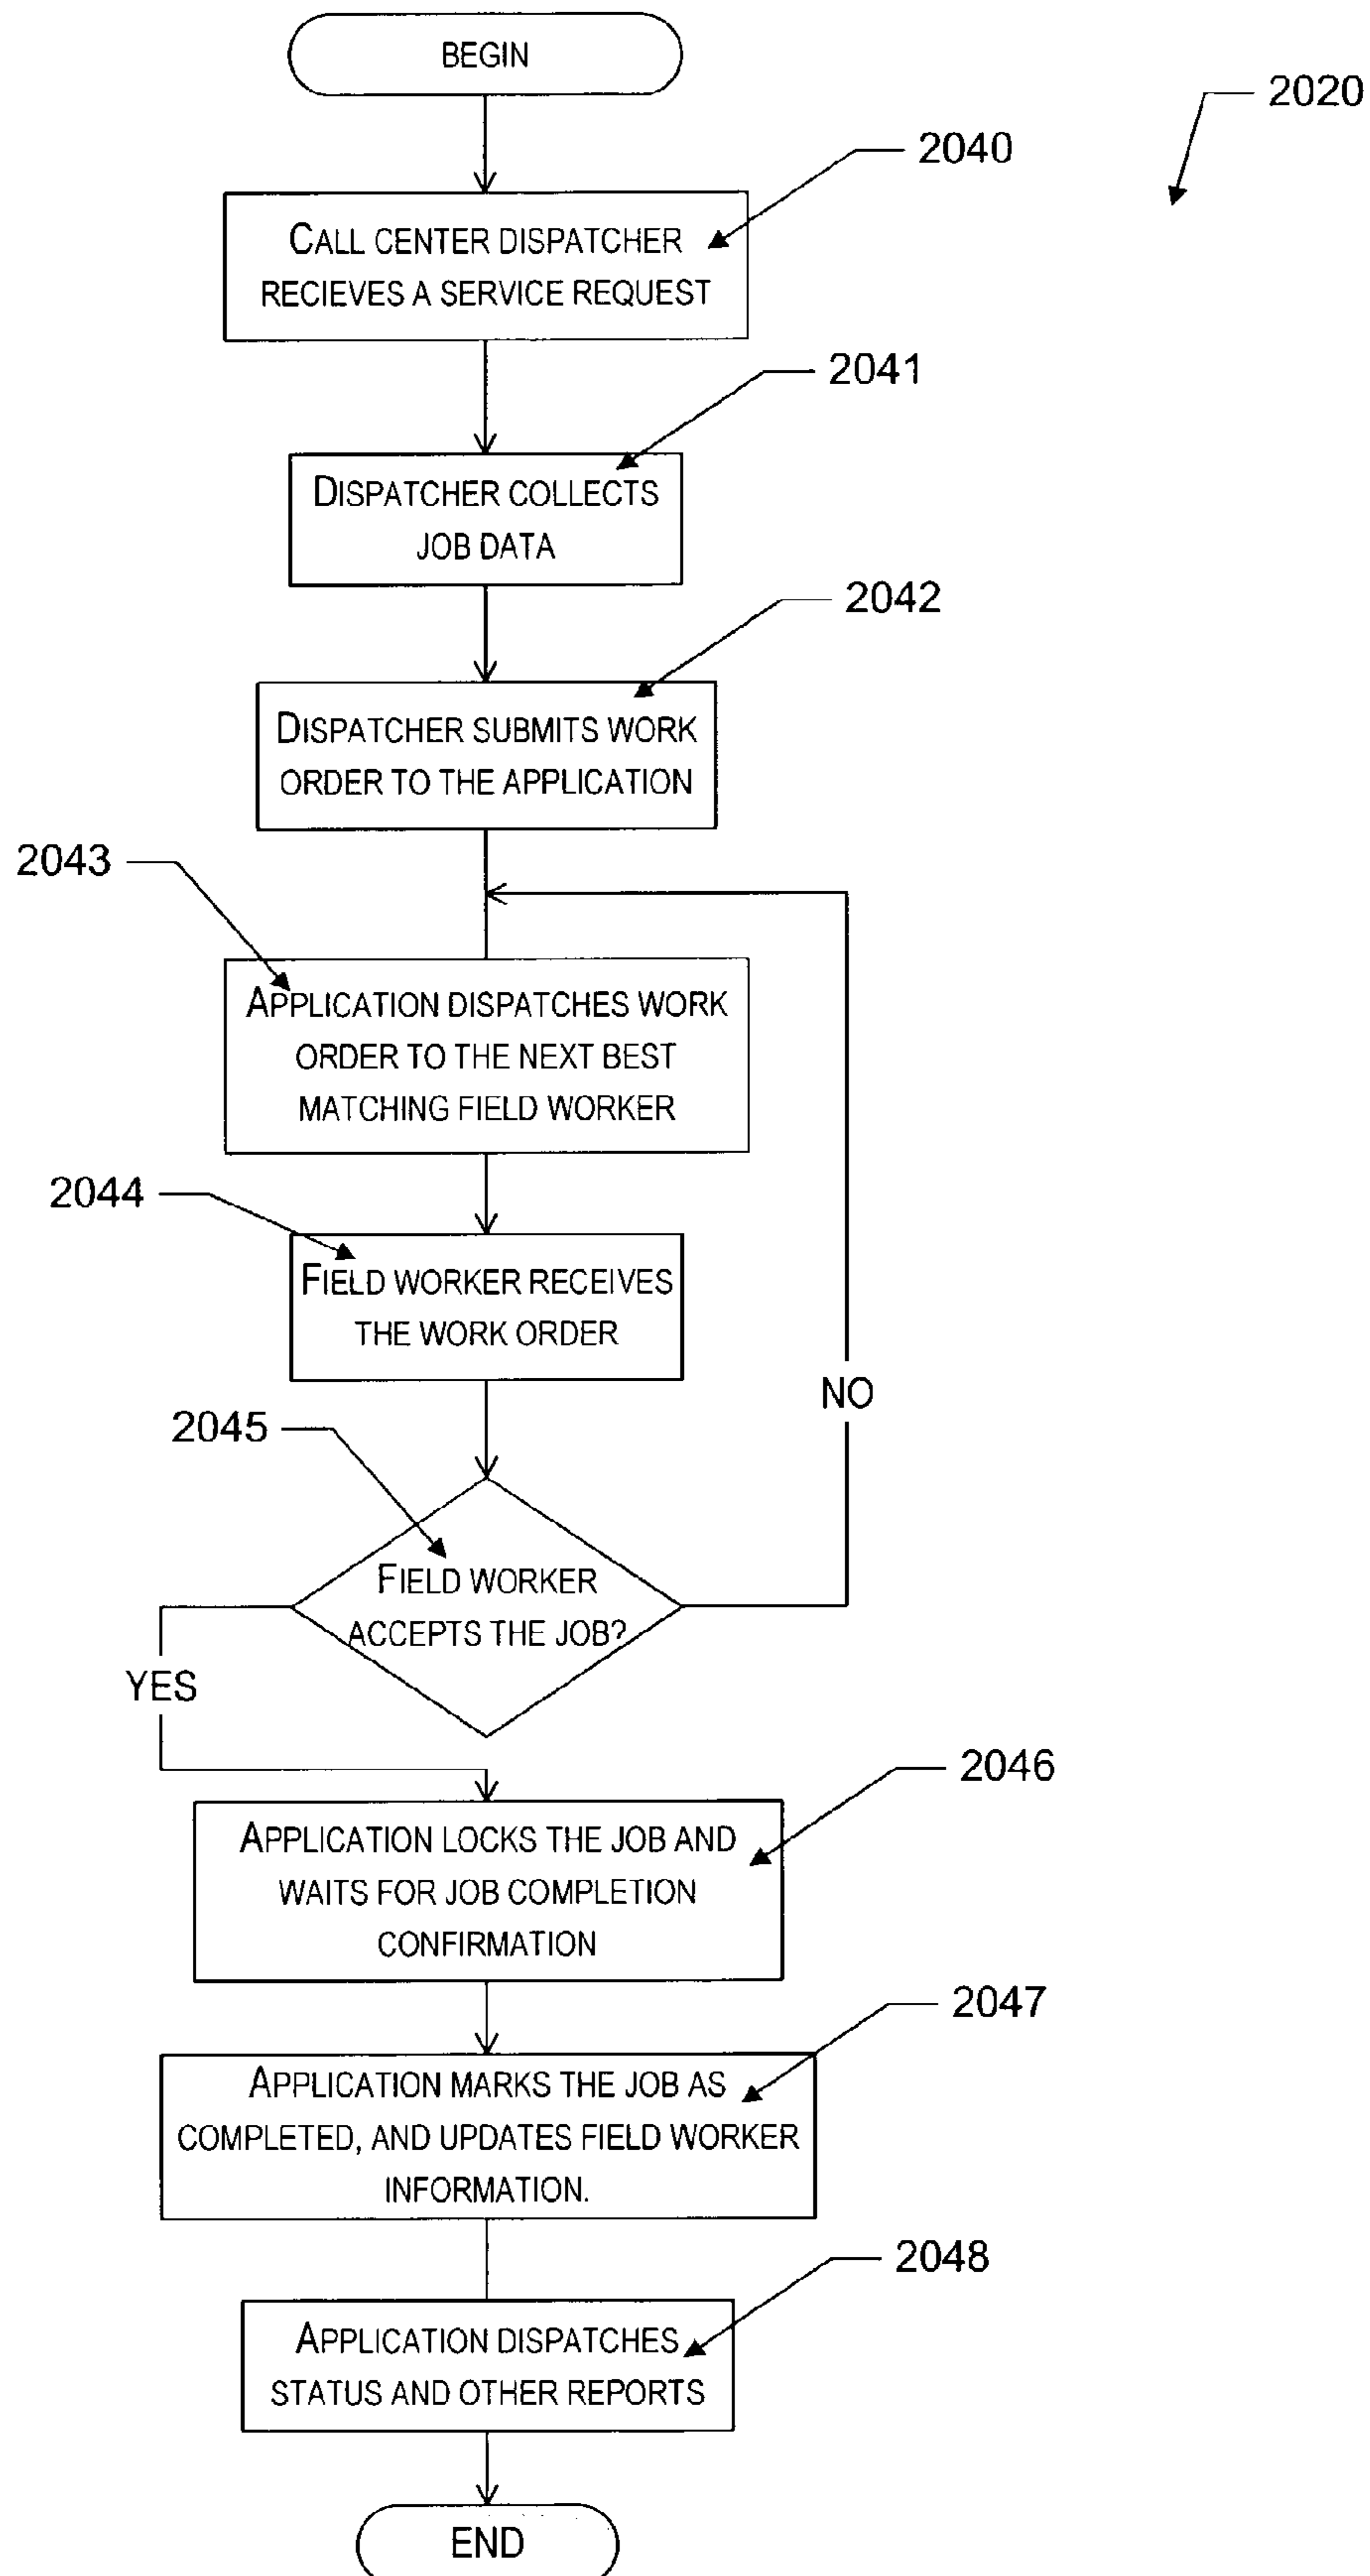 BEGIN
2020
2040
CALL CENTER DISPATCHER
RECIEVES A SERVICE REQUEST
2041
DISPATCHER COLLECTS
JOB DATA
2042
DISPATCHER SUBMITS WORK
ORDER TO THE APPLICATION
2043
APPLICATION DISPATCHES WORK
ORDER TO THE NEXT BEST
MATCHING FIELD WORKER
2044
FIELD WORKER RECEIVES
THE WORK ORDER
NO
2045
FIELD WORKER
ACCEPTS THE JOB?
YES
2046
APPLICATION LOCKS THE JOB AND
WAITS FOR JOB COMPLETION
CONFIRMATION
2047
APPLICATION MARKS THE JOB AS
COMPLETED, AND UPDATES FIELD WORKER
INFORMATION.
2048
APPLICATION DISPATCHES
STATUS AND OTHER REPORTS
END